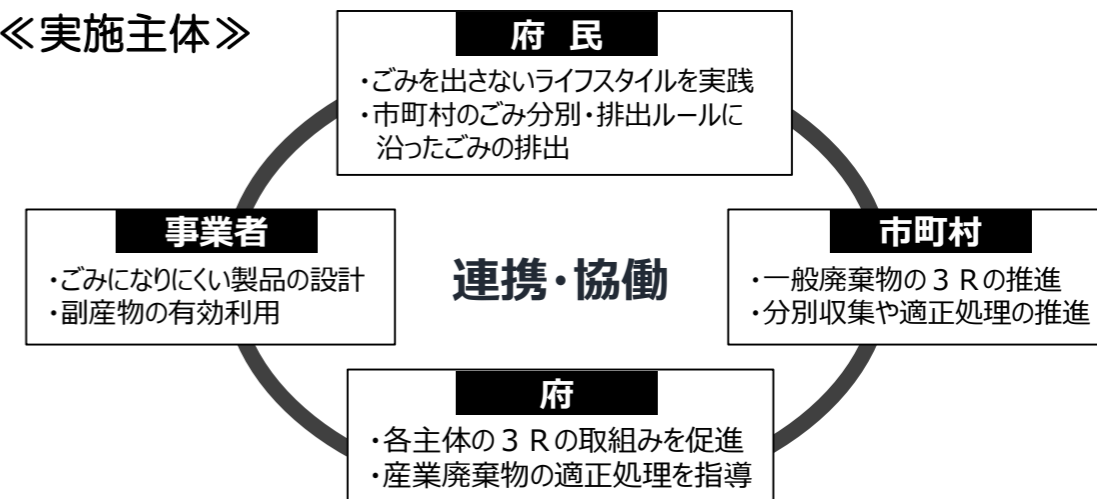 ≪実施主体≫
府 民
・ごみを出さないライフスタイルを実践
・市町村のごみ分別・排出ルールに
沿ったごみの排出
事業者
・ごみになりにくい製品の設計
・副産物の有効利用
連携・協働
市町村
・一般廃棄物の３Ｒの推進
・分別収集や適正処理の推進
府
・各主体の３Ｒの取組みを促進
・産業廃棄物の適正処理を指導